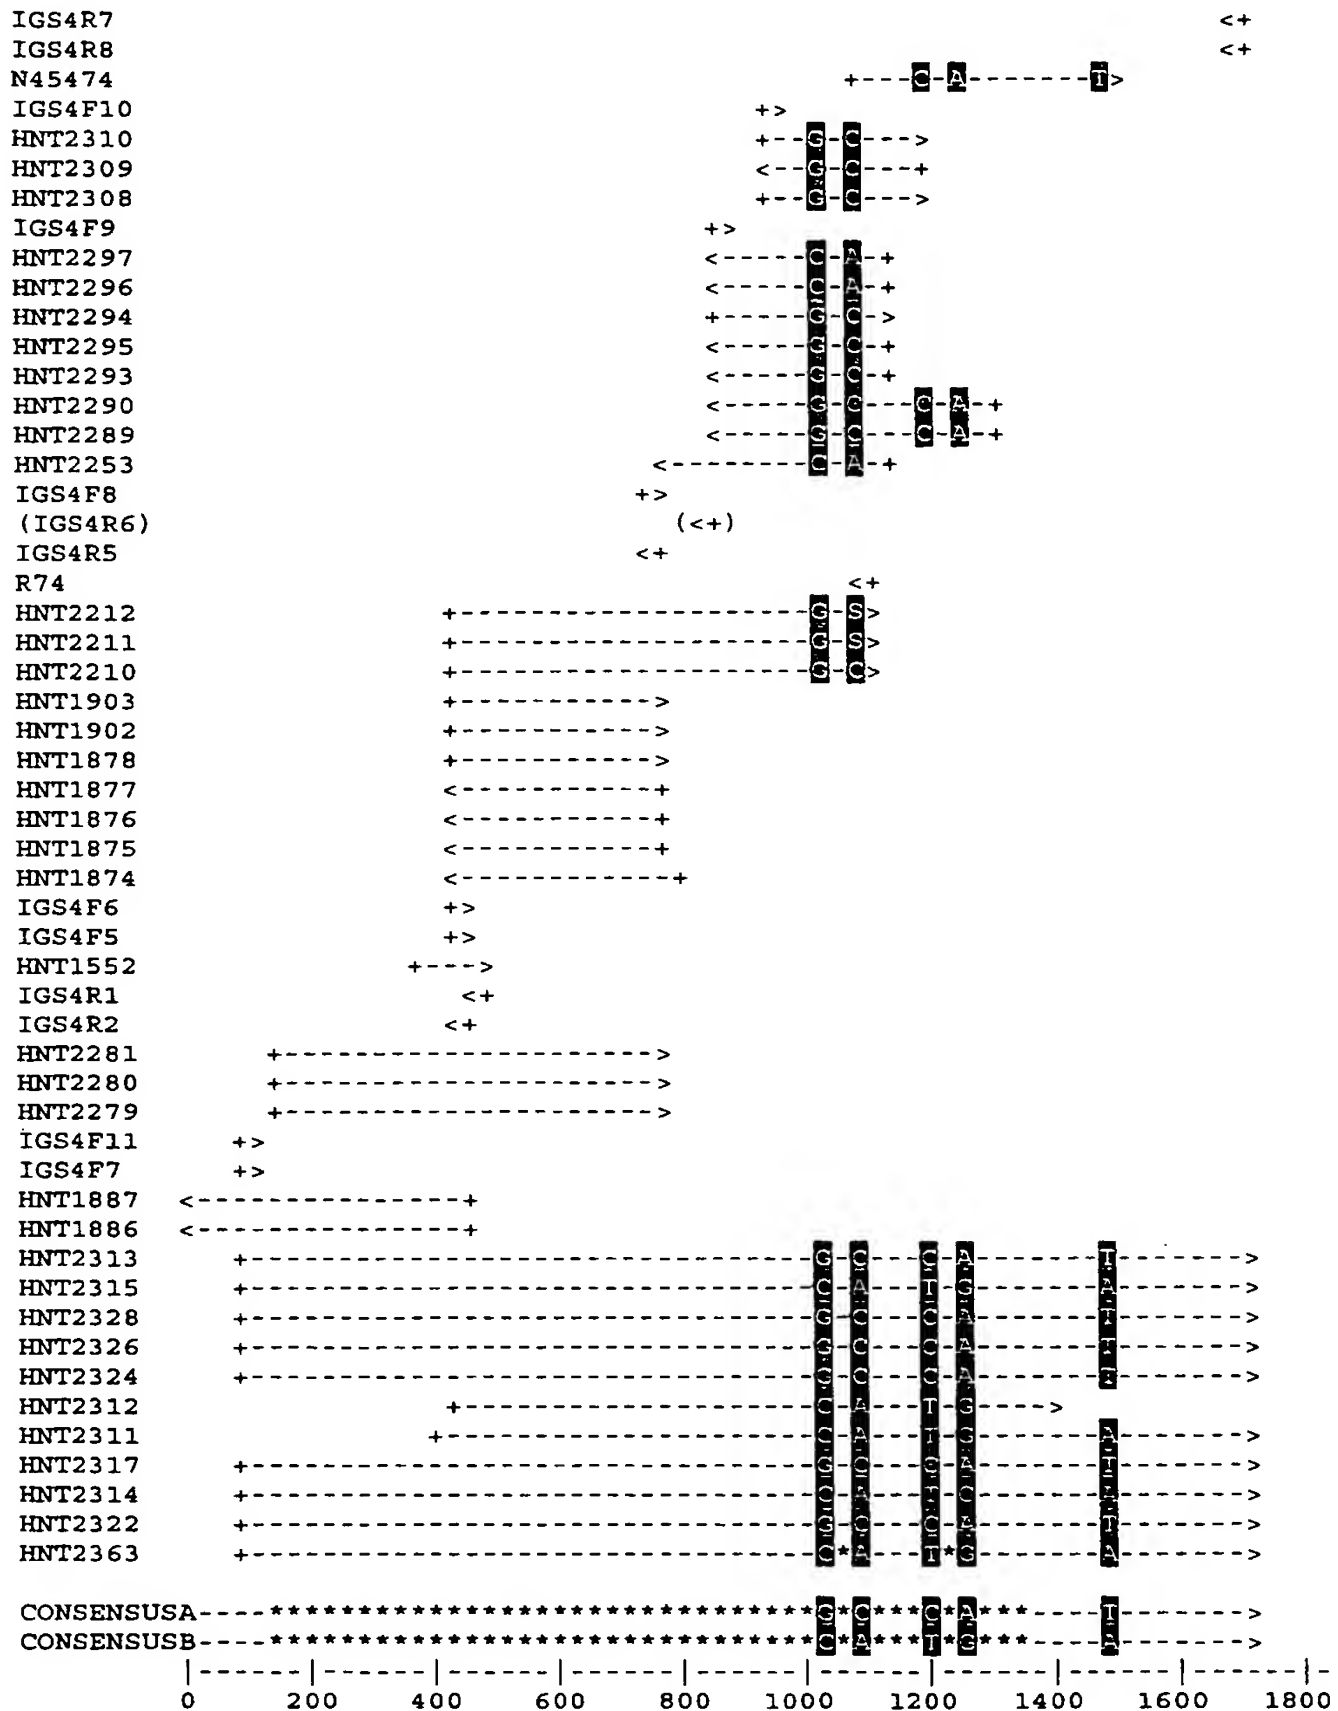 IGS4R7 <+
IGS4R8 <+
N45474 +---C-A-------T>
IGS4F10 +>
HNT2310 +--G-C--->
HNT2309 <--G-C---+
HNT2308 +--G-C--->
IGS4F9 +>
HNT2297 <-----C-A-+
HNT2296 <-----C-A-+
HNT2294 +-----G-C->
HNT2295 <-----G-C-+
HNT2293 <-----G-C-+
HNT2290 <-----G-C---C-A-+
HNT2289 <-----G-C---C-A-+
HNT2253 <--------C-A-+
IGS4F8 +>
(IGS4R6) (<+)
IGS4R5 <+
R74 <+
HNT2212 +--------------------G-S>
HNT2211 +--------------------G-S>
HNT2210 +--------------------G-C>
HNT1903 +----------->
HNT1902 +----------->
HNT1878 +----------->
HNT1877 <-----------+
HNT1876 <-----------+
HNT1875 <-----------+
HNT1874 <------------+
IGS4F6 +>
IGS4F5 +>
HNT1552 +--->
IGS4R1 <+
IGS4R2 <+
HNT2281 +--------------------->
HNT2280 +--------------------->
HNT2279 +--------------------->
IGS4F11 +>
IGS4F7 +>
HNT1887 <---------------+
HNT1886 <---------------+
HNT2313 +--------------------------------G-C---C-A-------T------->
HNT2315 +--------------------------------C-A---T-G-------A------->
HNT2328 +--------------------------------G-C---C-A-------T------->
HNT2326 +--------------------------------G-C---C-A-------T------->
HNT2324 +--------------------------------G-C---C-A-------T------->
HNT2312 +--------------------C-A---T-G---->
HNT2311 +---------------------C-A---T-G-------A------->
HNT2317 +--------------------------------G-C---C-A-------T------->
HNT2314 +--------------------------------C-A---T-
HNT2322 +--------------------------------G-C---C-A-------T------->
HNT2363 +--------------------------------C*A---T*G-------A------->
CONSENSUSA----*******************************G*C***C*A***----T------->
CONSENSUSB----*******************************C*A***T*G***----A------->
|---------|---------|---------|---------|---------|---------|---------|---------|---------|-
0 200 400 600 800 1000 1200 1400 1600 1800